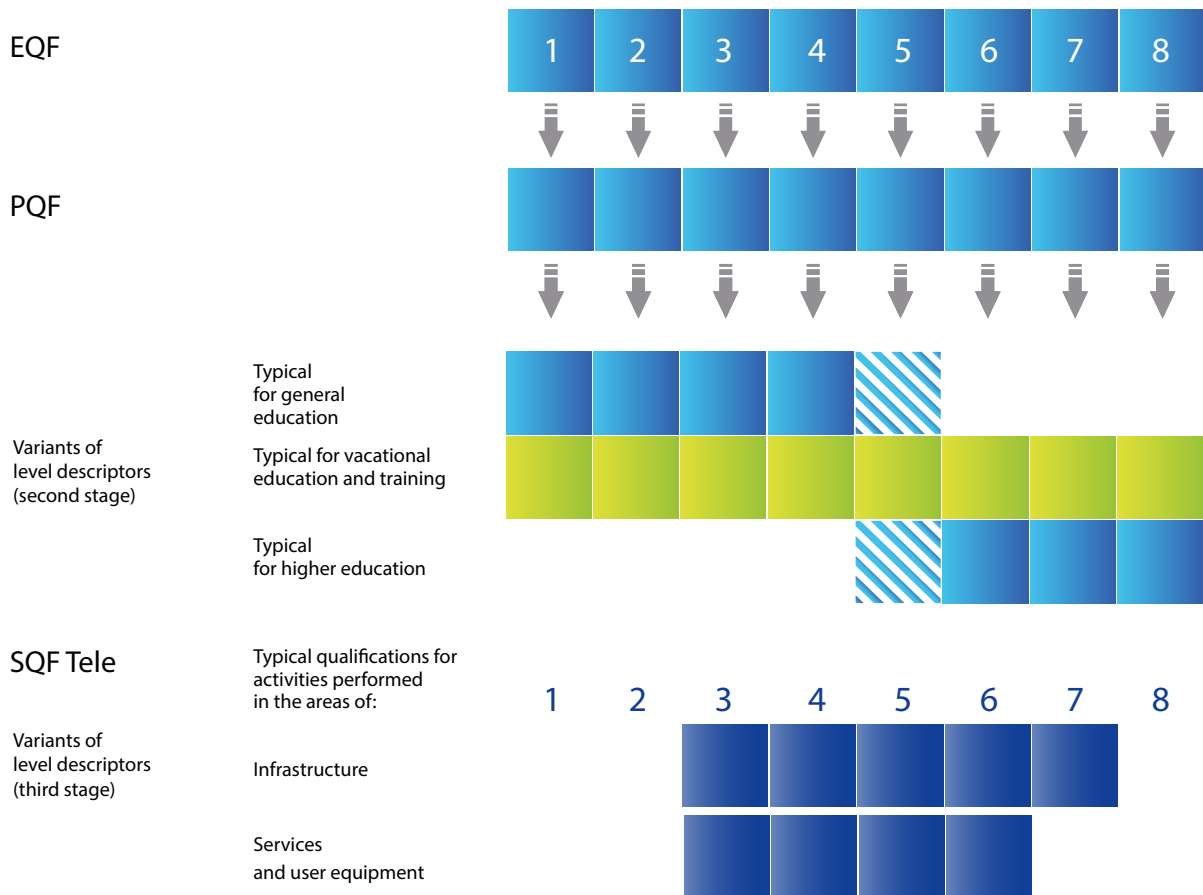 EQF
1 2 3 4 5 6 7 8
PQF
Typical
for general
education
Variants of
level descriptors
(second stage)
Typical for vacational
education and training
Typical
for higher education
SQF Tele
Typical qualifications for
activities performed
in the areas of:
1 2 3 4 5 6 7 8
Variants of
level descriptors
(third stage)
Infrastructure
Services
and user equipment